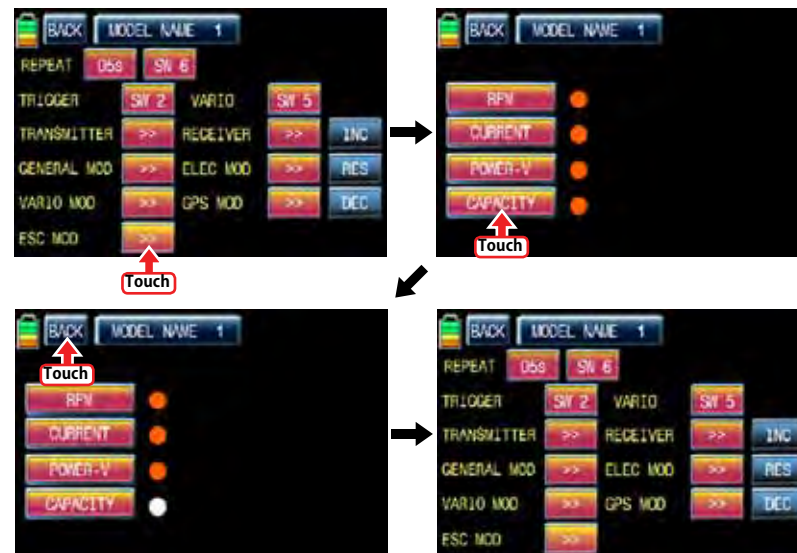 BACK MODEL NAME 1
REPEAT 05s SW 6
TRIGGER SW 2 VARIO SW 5
TRANSMITTER >> RECEIVER >> INC
GENERAL MOD >> ELEC MOD >> RES
VARIO MOD >> GPS MOD >> DEC
ESC MOD >>
Touch
BACK MODEL NAME 1
RPM
CURRENT
POWER-V
CAPACITY
Touch
BACK MODEL NAME 1
Touch
RPM
CURRENT
POWER-V
CAPACITY
BACK MODEL NAME 1
REPEAT 05s SW 6
TRIGGER SW 2 VARIO SW 5
TRANSMITTER >> RECEIVER >> INC
GENERAL MOD >> ELEC MOD >> RES
VARIO MOD >> GPS MOD >> DEC
ESC MOD >>